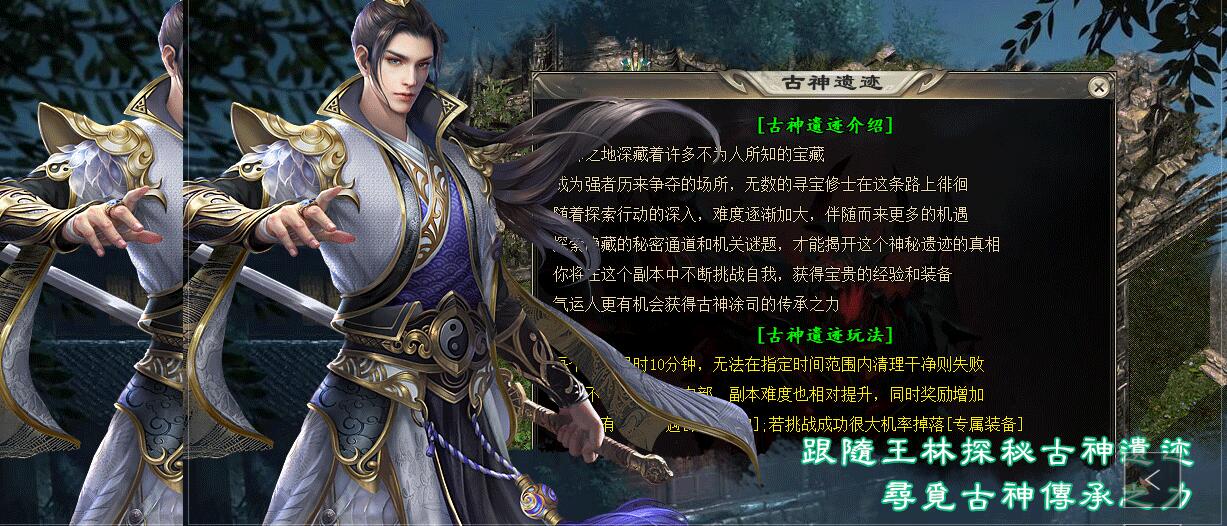 古神遗迹
[古神遗迹介绍]
之地深藏着许多不为人所知的宝藏
成为强者历来争夺的场所，无数的寻宝修士在这条路上徘徊
随着探索行动的深入，难度逐渐加大，伴随而来更多的机遇
探索隐藏的秘密通道和机关谜题，才能揭开这个神秘遗迹的真相
你将在这个副本中不断挑战自我，获得宝贵的经验和装备
气运人更有机会获得古神涂司的传承之力
[古神遗迹玩法]
时10分钟，无法在指定时间范围内清理干净则失败
不 内部，副本难度也相对提升，同时奖励增加
有 遇 ];若挑战成功很大机率掉落[专属装备]
跟隨王林探秘古神遺迹
尋覓古神傳承之力